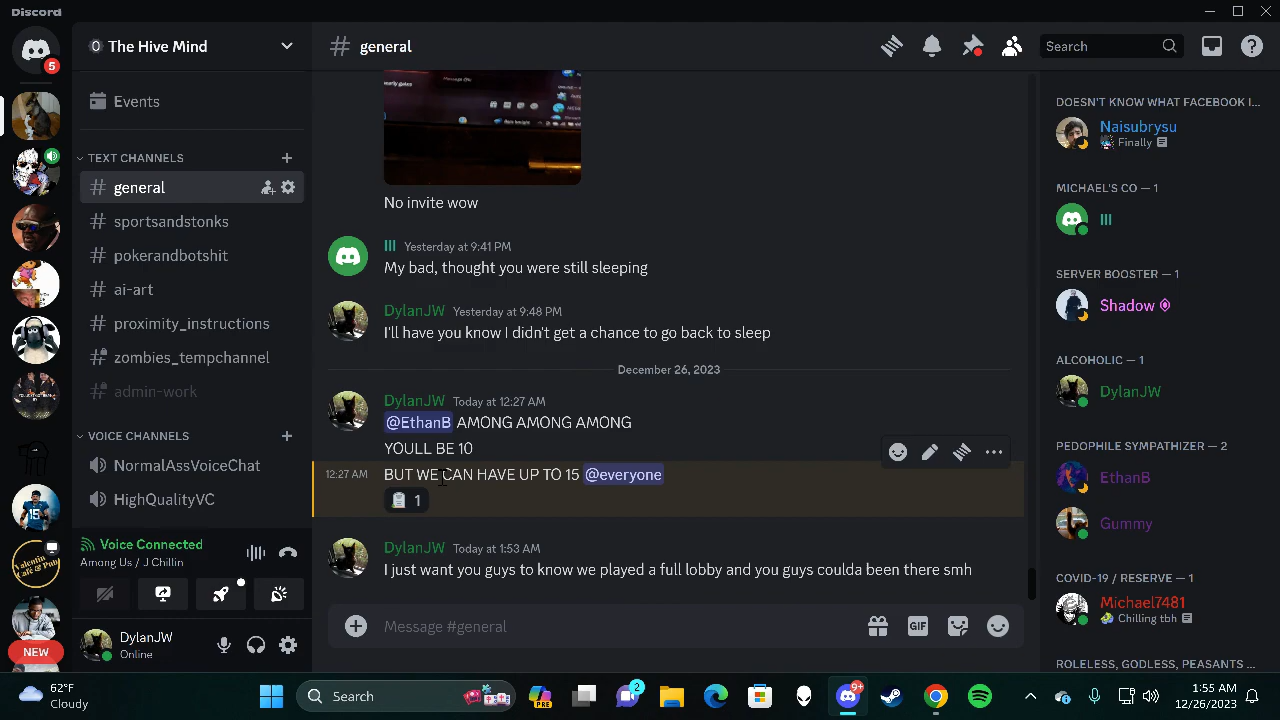 Discord
5
The Hive Mind
Events
TEXT CHANNELS
general
sportsandstonks
pokerandbotshit
ai-art
proximity_instructions
zombies_tempchannel
admin-work
VOICE CHANNELS
NormalAssVoiceChat
HighQualityVC
Voice Connected
Among Us / J Chillin
DylanJW
Online
NEW
general
Search
No invite wow
III Yesterday at 9:41 PM
My bad, thought you were still sleeping
DylanJW Yesterday at 9:48 PM
I'll have you know I didn't get a chance to go back to sleep
December 26, 2023
DylanJW Today at 12:27 AM
@EthanB AMONG AMONG AMONG
YOULL BE 10
12:27 AM BUT WE CAN HAVE UP TO 15 @everyone
1
DylanJW Today at 1:53 AM
I just want you guys to know we played a full lobby and you guys coulda been there smh
Message #general
GIF
DOESN'T KNOW WHAT FACEBOOK I...
Naisubrysu
Finally
MICHAEL'S CO — 1
III
SERVER BOOSTER — 1
Shadow
ALCOHOLIC — 1
DylanJW
PEDOPHILE SYMPATHIZER — 2
EthanB
Gummy
COVID-19 / RESERVE — 1
Michael7481
Chilling tbh
ROLELESS, GODLESS, PEASANTS ...
62°F
Cloudy
Search
PRE
2
9+
1:55 AM
12/26/2023